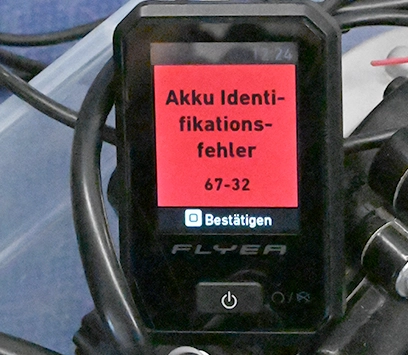 12:24
Akku Identi-
fikations-
fehler
67-32
Bestätigen
FLYER